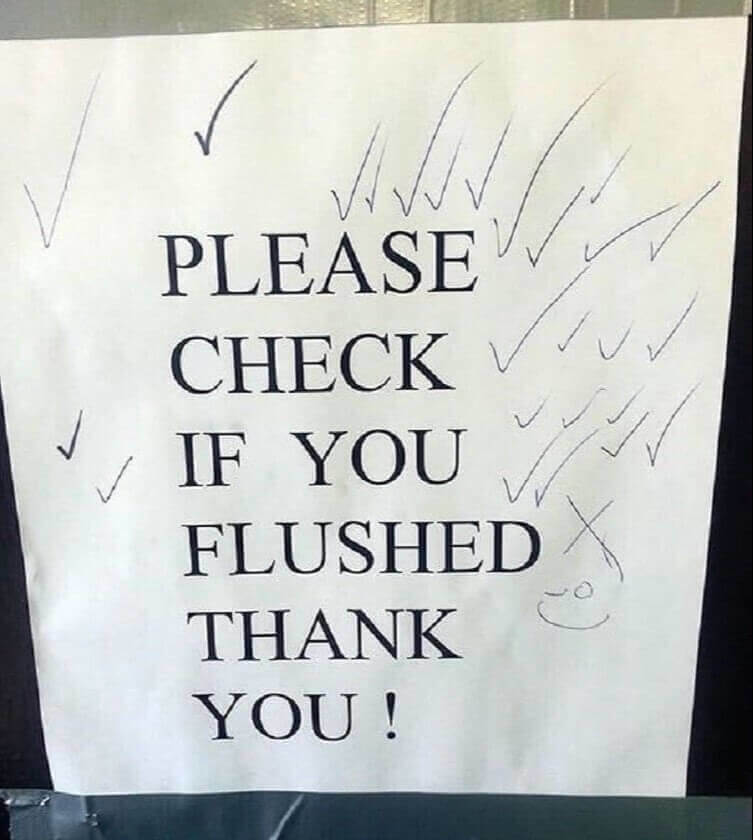 PLEASE
CHECK
IF YOU
FLUSHED
THANK
YOU !